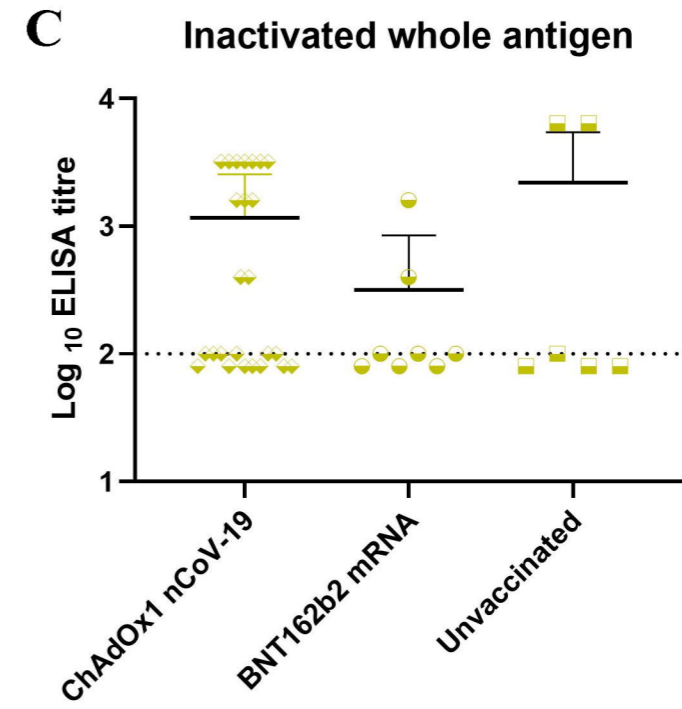 C
Inactivated whole antigen
Log 10 ELISA titre
4
3
2
1
ChAdOx1 nCoV-19
BNT162b2 mRNA
Unvaccinated